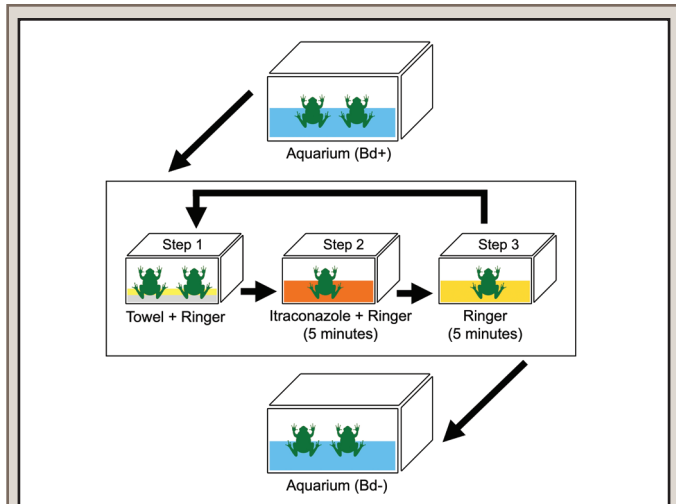 Aquarium (Bd+)
Step 1
Step 2
Step 3
Towel + Ringer
Itraconazole + Ringer
(5 minutes)
Ringer
(5 minutes)
Aquarium (Bd-)